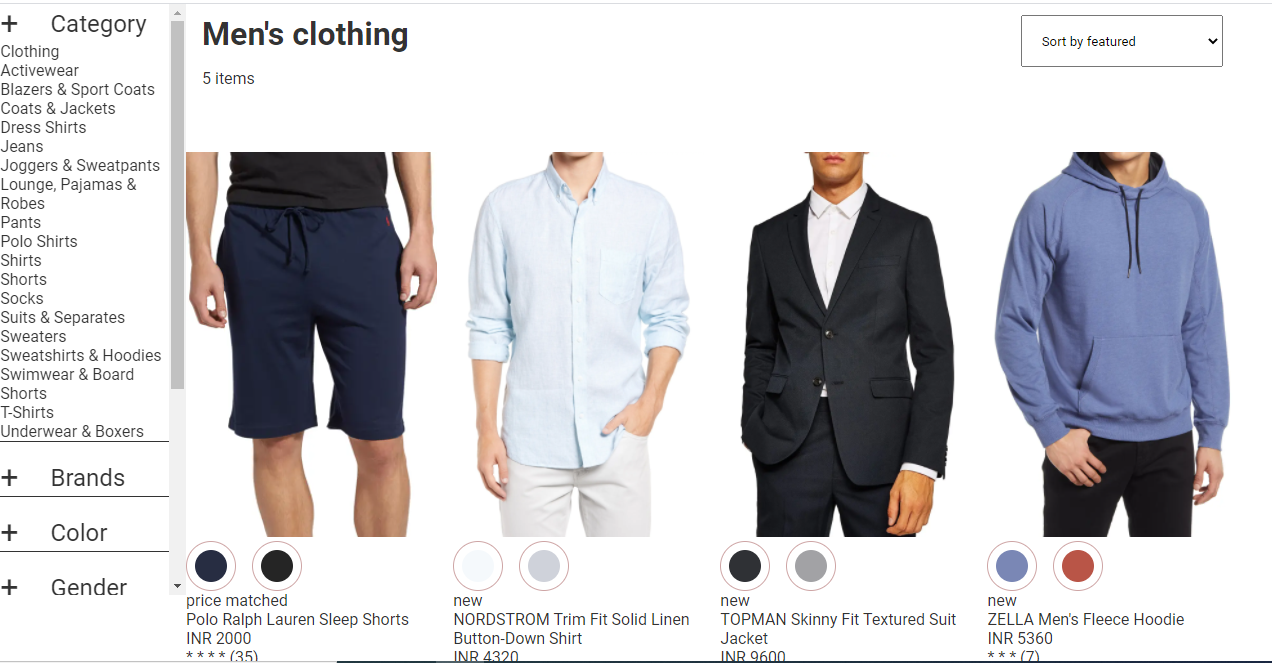 + Category
Clothing
Activewear
Blazers & Sport Coats
Coats & Jackets
Dress Shirts
Jeans
Joggers & Sweatpants
Lounge, Pajamas &
Robes
Pants
Polo Shirts
Shirts
Shorts
Socks
Suits & Separates
Sweaters
Sweatshirts & Hoodies
Swimwear & Board
Shorts
T-Shirts
Underwear & Boxers
+ Brands
+ Color
+ Gender
Men's clothing
5 items
Sort by featured
price matched
Polo Ralph Lauren Sleep Shorts
INR 2000
* * * * (35)
new
NORDSTROM Trim Fit Solid Linen
Button-Down Shirt
INR 4320
new
TOPMAN Skinny Fit Textured Suit
Jacket
INR 9600
new
ZELLA Men's Fleece Hoodie
INR 5360
* * * (7)